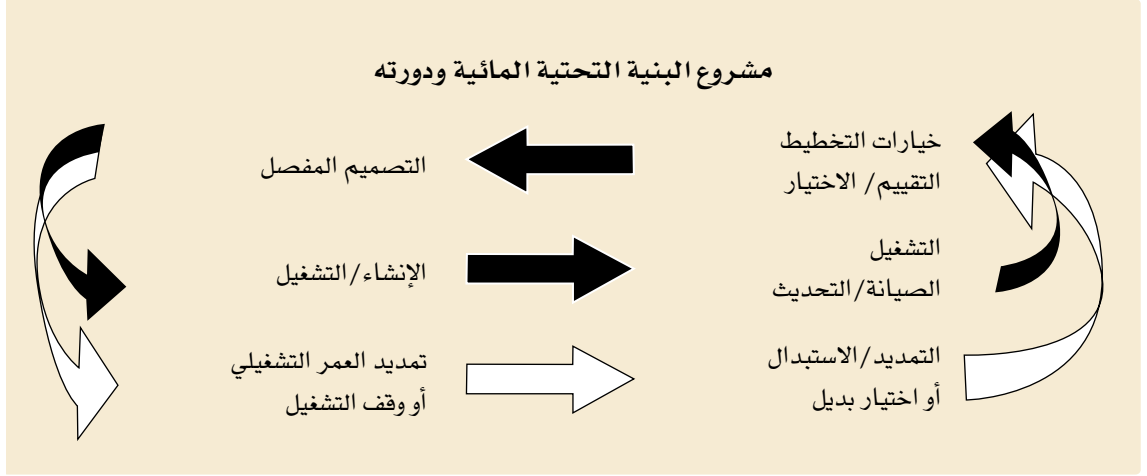 مشروع البنية التحتية المائية ودورته
خيارات التخطيط
التقييم/ الاختيار
التصميم المفصل
التشغيل
الصيانة/التحديث
الإنشاء/التشغيل
التمديد/الاستبدال
أو اختيار بديل
تمديد العمر التشغيلي
أو وقف التشغيل